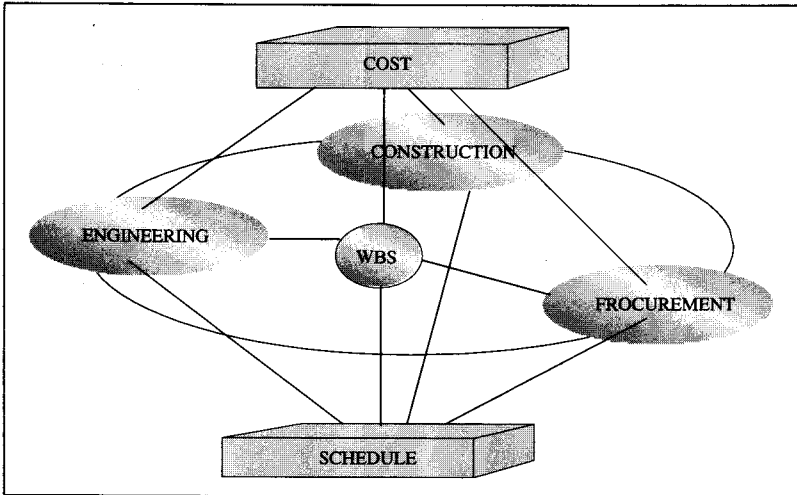 COST
CONSTRUCTION
ENGINEERING
WBS
FROCUREMENT
SCHEDULE